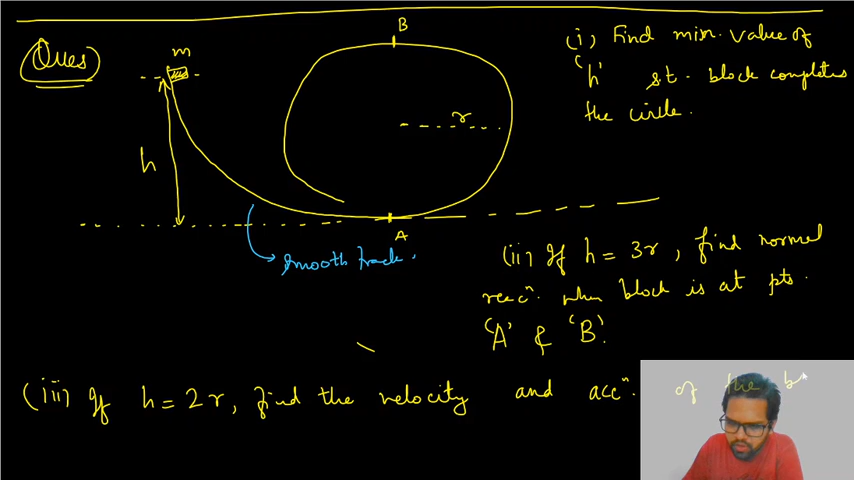 Ques
m
h
B
r
A
smooth track.
(i) Find min. value of
'h' s.t. block completes
the circle.
(ii) If h = 3r, find normal
reacⁿ. when block is at pts.
'A' & 'B'.
(iii) If h = 2r, find the velocity and accⁿ. of the b